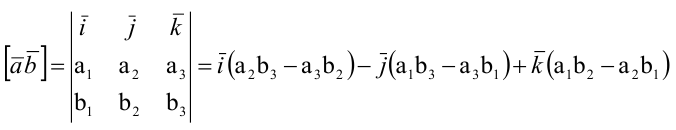 [āb̄] = | ī j̄ k̄ |
| a₁ a₂ a₃ | = ī(a₂b₃ − a₃b₂) − j̄(a₁b₃ − a₃b₁) + k̄(a₁b₂ − a₂b₁)
| b₁ b₂ b₃ |